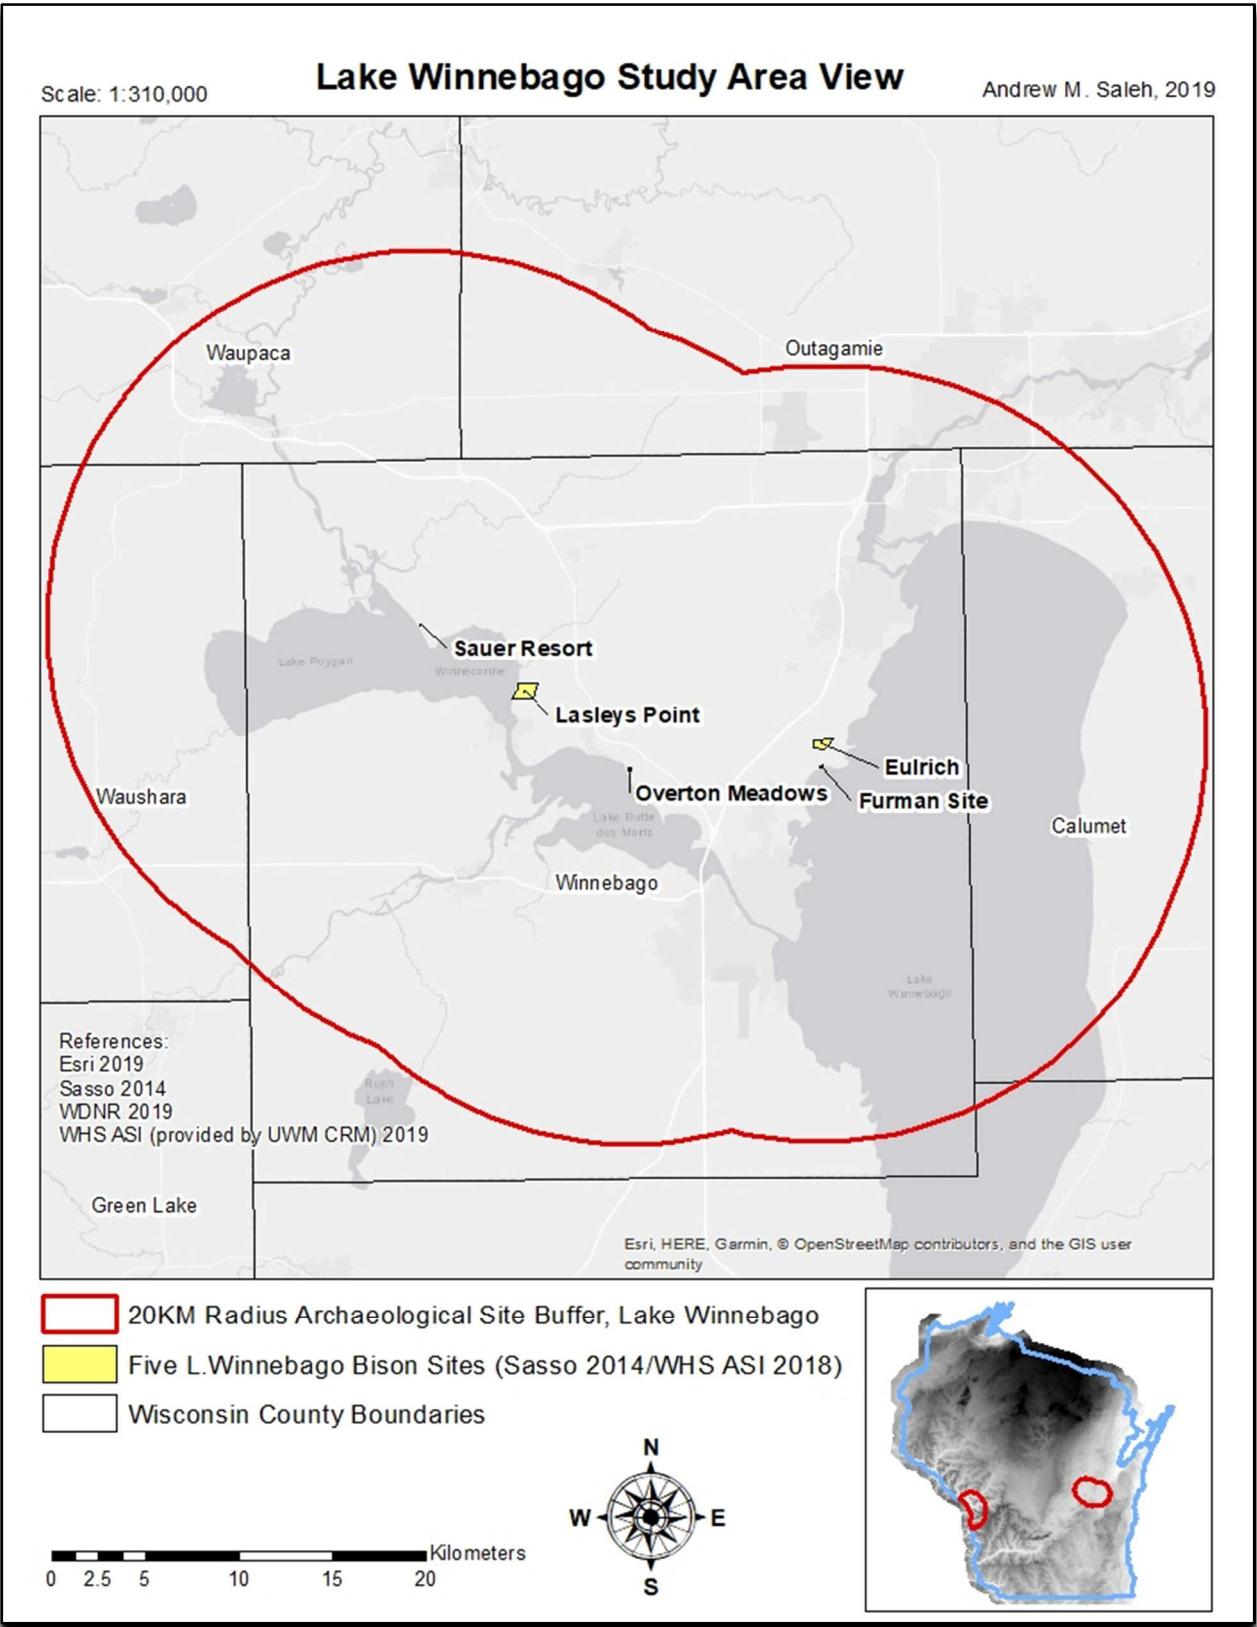 Lake Winnebago Study Area View
Scale: 1:310,000
Andrew M. Saleh, 2019
Waupaca
Outagamie
Sauer Resort
Lake Poygan
Winneconne
Lasleys Point
Eulrich
Overton Meadows
Furman Site
Waushara
Lake Butte
des Morts
Calumet
Winnebago
Lake
Winnebago
References:
Esri 2019
Sasso 2014
WDNR 2019
WHS ASI (provided by UWM CRM) 2019
Rush
Lake
Green Lake
Esri, HERE, Garmin, © OpenStreetMap contributors, and the GIS user
community
20KM Radius Archaeological Site Buffer, Lake Winnebago
Five L.Winnebago Bison Sites (Sasso 2014/WHS ASI 2018)
Wisconsin County Boundaries
N
W
E
S
Kilometers
0 2.5 5 10 15 20